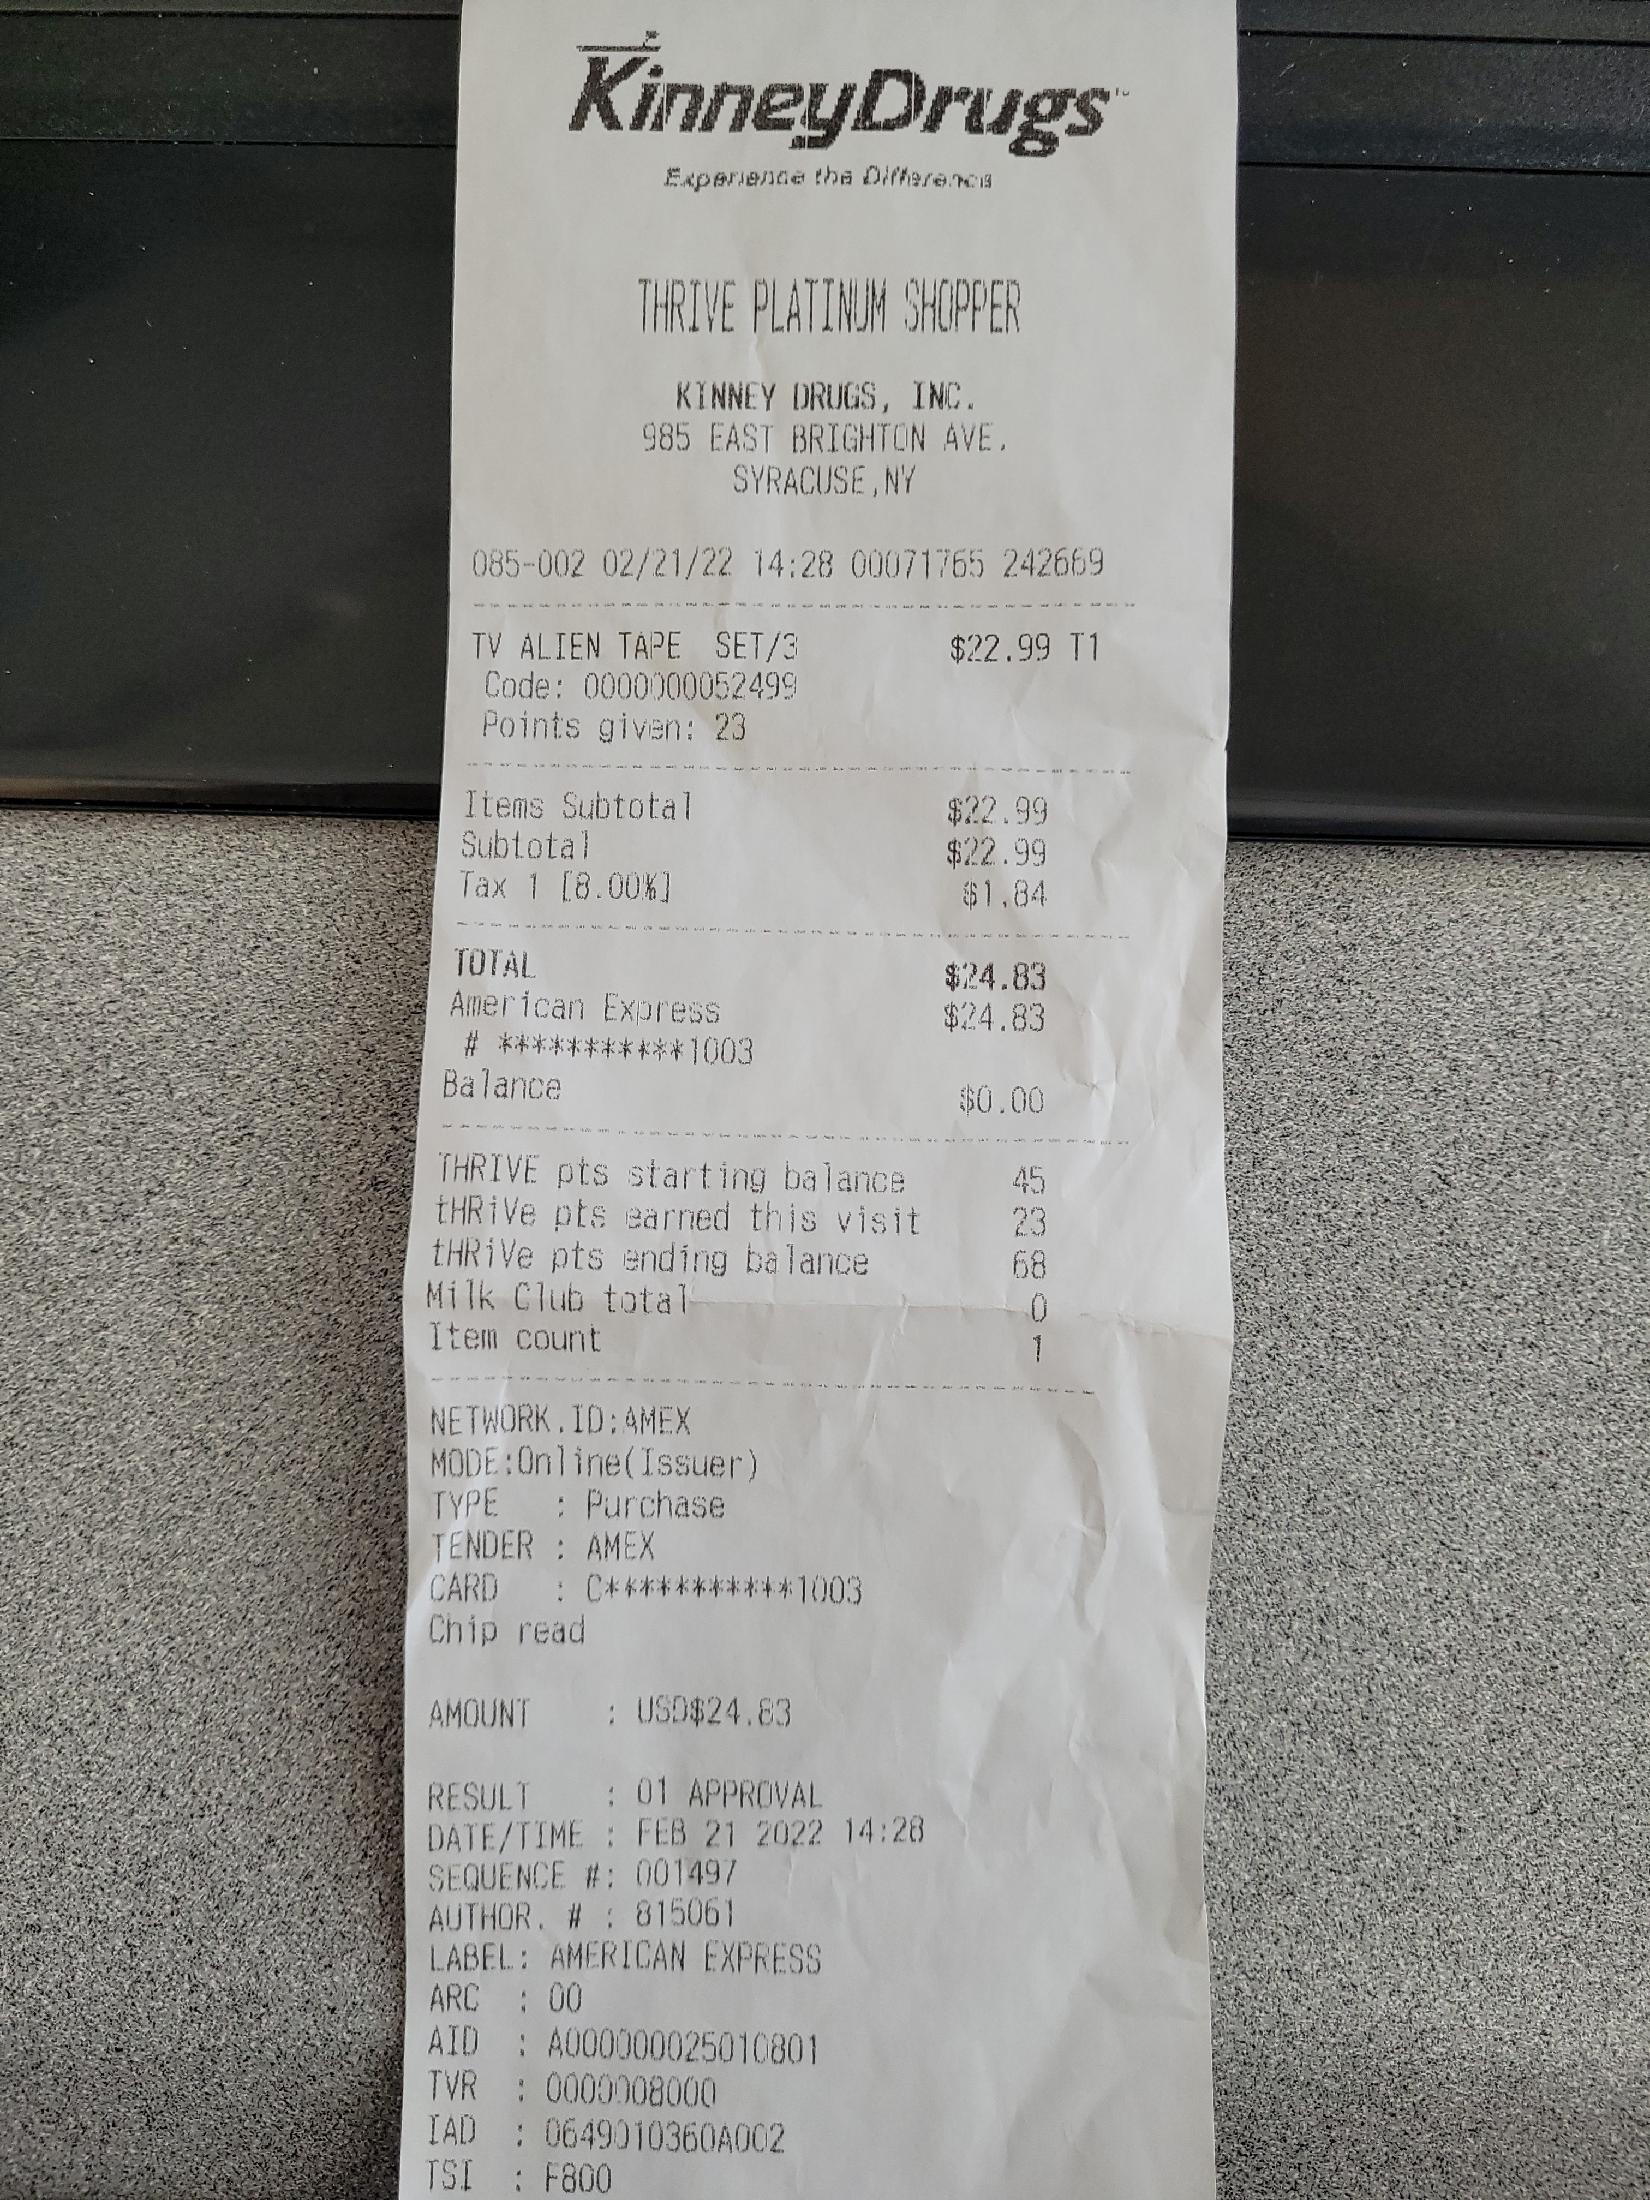 KinneyDrugs™
Experience the Difference
THRIVE PLATINUM SHOPPER
KINNEY DRUGS, INC.
985 EAST BRIGHTON AVE.
SYRACUSE,NY
085-002 02/21/22 14:28 00071765 242669
TV ALIEN TAPE SET/3 $22.99 T1
Code: 0000000052499
Points given: 23
Items Subtotal $22.99
Subtotal $22.99
Tax 1 [8.00%] $1.84
TOTAL $24.83
American Express $24.83
# ***********1003
Balance $0.00
THRIVE pts starting balance 45
tHRiVe pts earned this visit 23
tHRiVe pts ending balance 68
Milk Club total 0
Item count 1
NETWORK.ID:AMEX
MODE:Online(Issuer)
TYPE : Purchase
TENDER : AMEX
CARD : C***********1003
Chip read
AMOUNT : USD$24.83
RESULT : 01 APPROVAL
DATE/TIME : FEB 21 2022 14:28
SEQUENCE #: 001497
AUTHOR. # : 815061
LABEL: AMERICAN EXPRESS
ARC : 00
AID : A000000025010801
TVR : 0000008000
IAD : 0649010360A002
TSI : F800